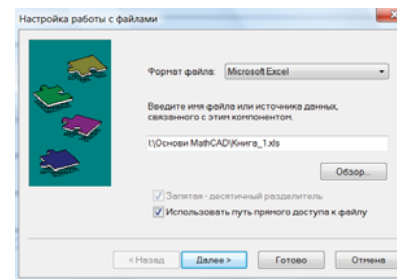 Настройка работы с файлами
Формат файла: Microsoft Excel
Введите имя файла или источника данных,
связанного с этим компонентом.
I:\Основи MathCAD\Книга_1.xls
Обзор...
Запятая - десятичный разделитель
Использовать путь прямого доступа к файлу
< Назад Далее > Готово Отмена